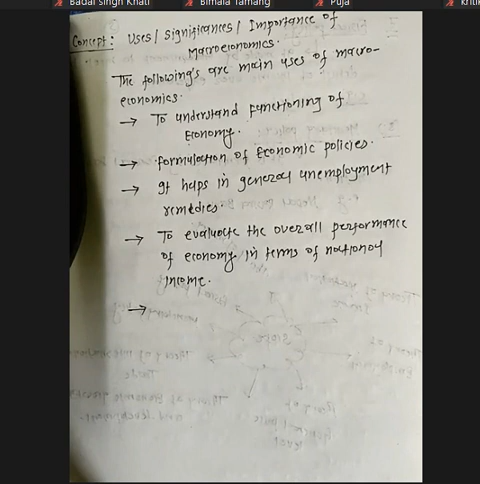 Badal singh Khati
Bimala Tamang
Puja
kriti
Concept: Uses/ significances/ Importance of
Macroeconomics.
The following's are main uses of macro-
economics.
→ To understand functioning of
Economy.
→ formulation of Economic policies.
→ It helps in general unemployment
remedies.
→ To evaluate the overall performance
of economy in terms of national
income.
→